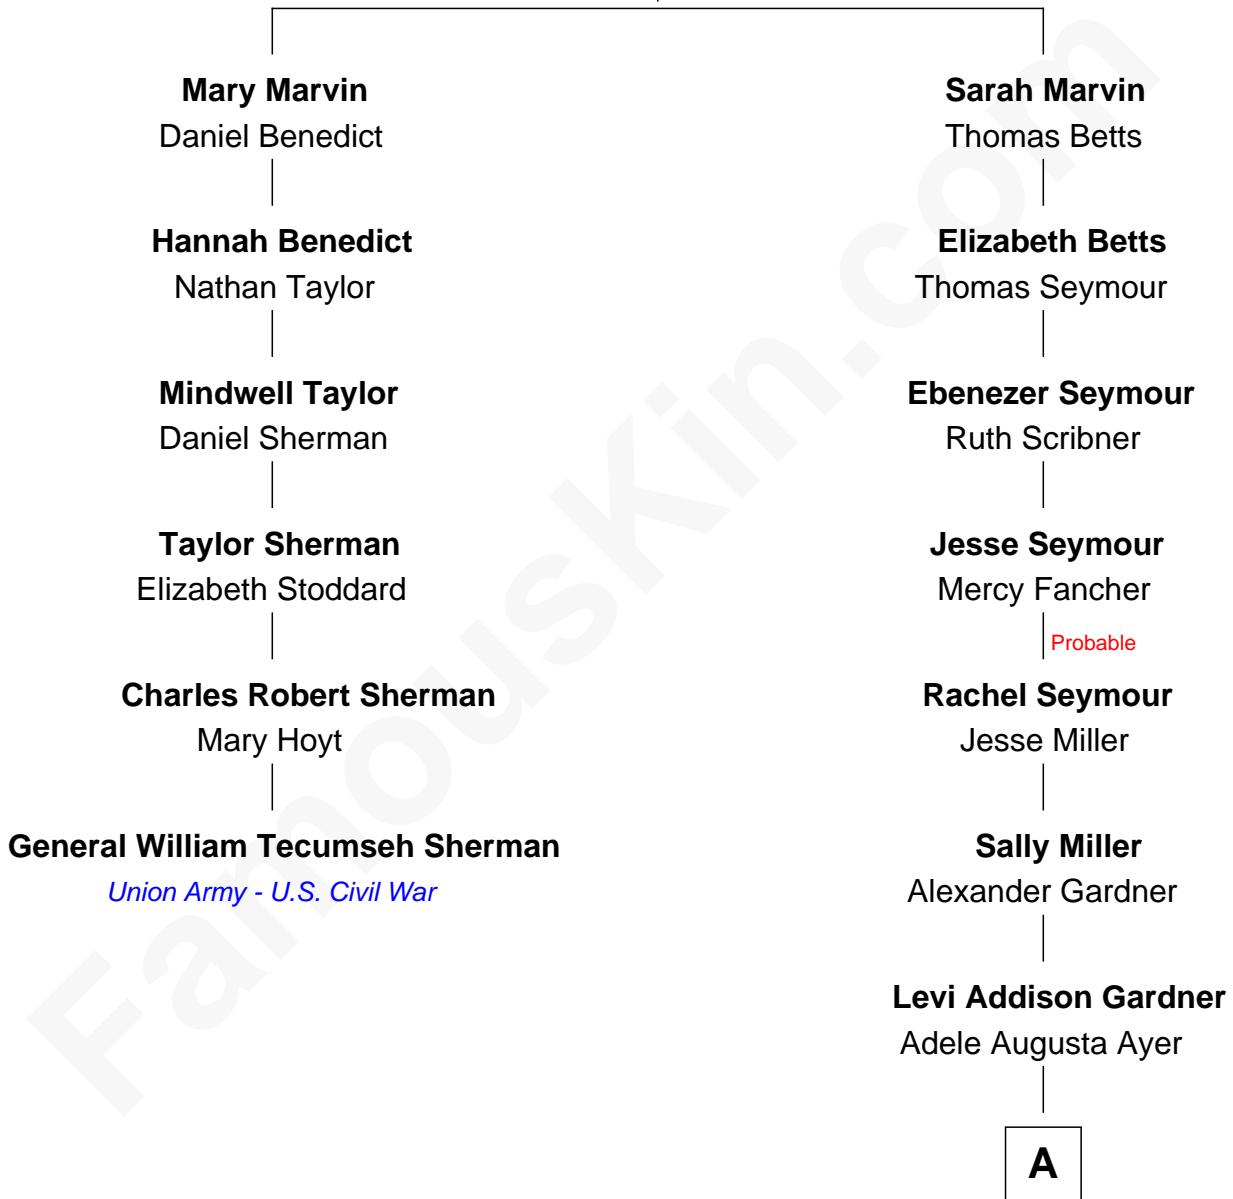 Mary Marvin
Daniel Benedict
Hannah Benedict
Nathan Taylor
Mindwell Taylor
Daniel Sherman
Taylor Sherman
Elizabeth Stoddard
Charles Robert Sherman
Mary Hoyt
General William Tecumseh Sherman
Union Army - U.S. Civil War
Sarah Marvin
Thomas Betts
Elizabeth Betts
Thomas Seymour
Ebenezer Seymour
Ruth Scribner
Jesse Seymour
Mercy Fancher
Probable
Rachel Seymour
Jesse Miller
Sally Miller
Alexander Gardner
Levi Addison Gardner
Adele Augusta Ayer
A
FamousKin.com